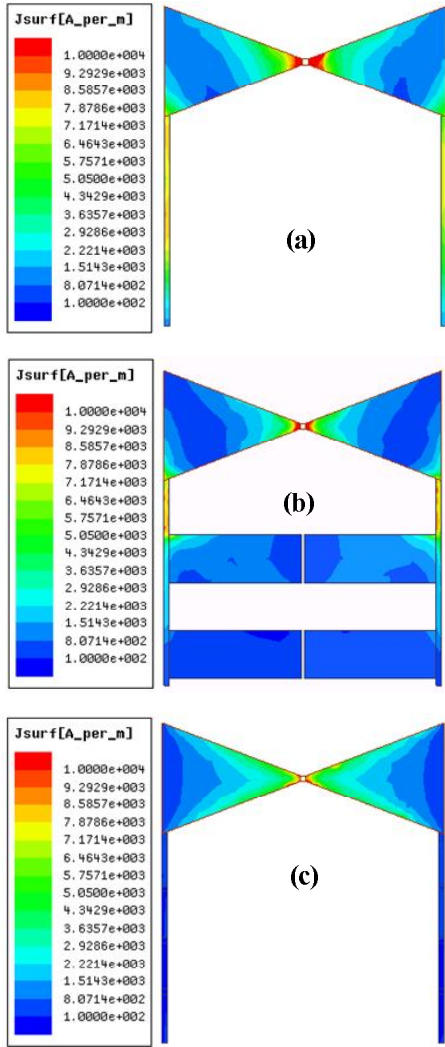 Jsurf[A_per_m]
1.0000e+004
9.2929e+003
8.5857e+003
7.8786e+003
7.1714e+003
6.4643e+003
5.7571e+003
5.0500e+003
4.3429e+003
3.6357e+003
2.9286e+003
2.2214e+003
1.5143e+003
8.0714e+002
1.0000e+002
(a)
Jsurf[A_per_m]
1.0000e+004
9.2929e+003
8.5857e+003
7.8786e+003
7.1714e+003
6.4643e+003
5.7571e+003
5.0500e+003
4.3429e+003
3.6357e+003
2.9286e+003
2.2214e+003
1.5143e+003
8.0714e+002
1.0000e+002
(b)
Jsurf[A_per_m]
1.0000e+004
9.2929e+003
8.5857e+003
7.8786e+003
7.1714e+003
6.4643e+003
5.7571e+003
5.0500e+003
4.3429e+003
3.6357e+003
2.9286e+003
2.2214e+003
1.5143e+003
8.0714e+002
1.0000e+002
(c)